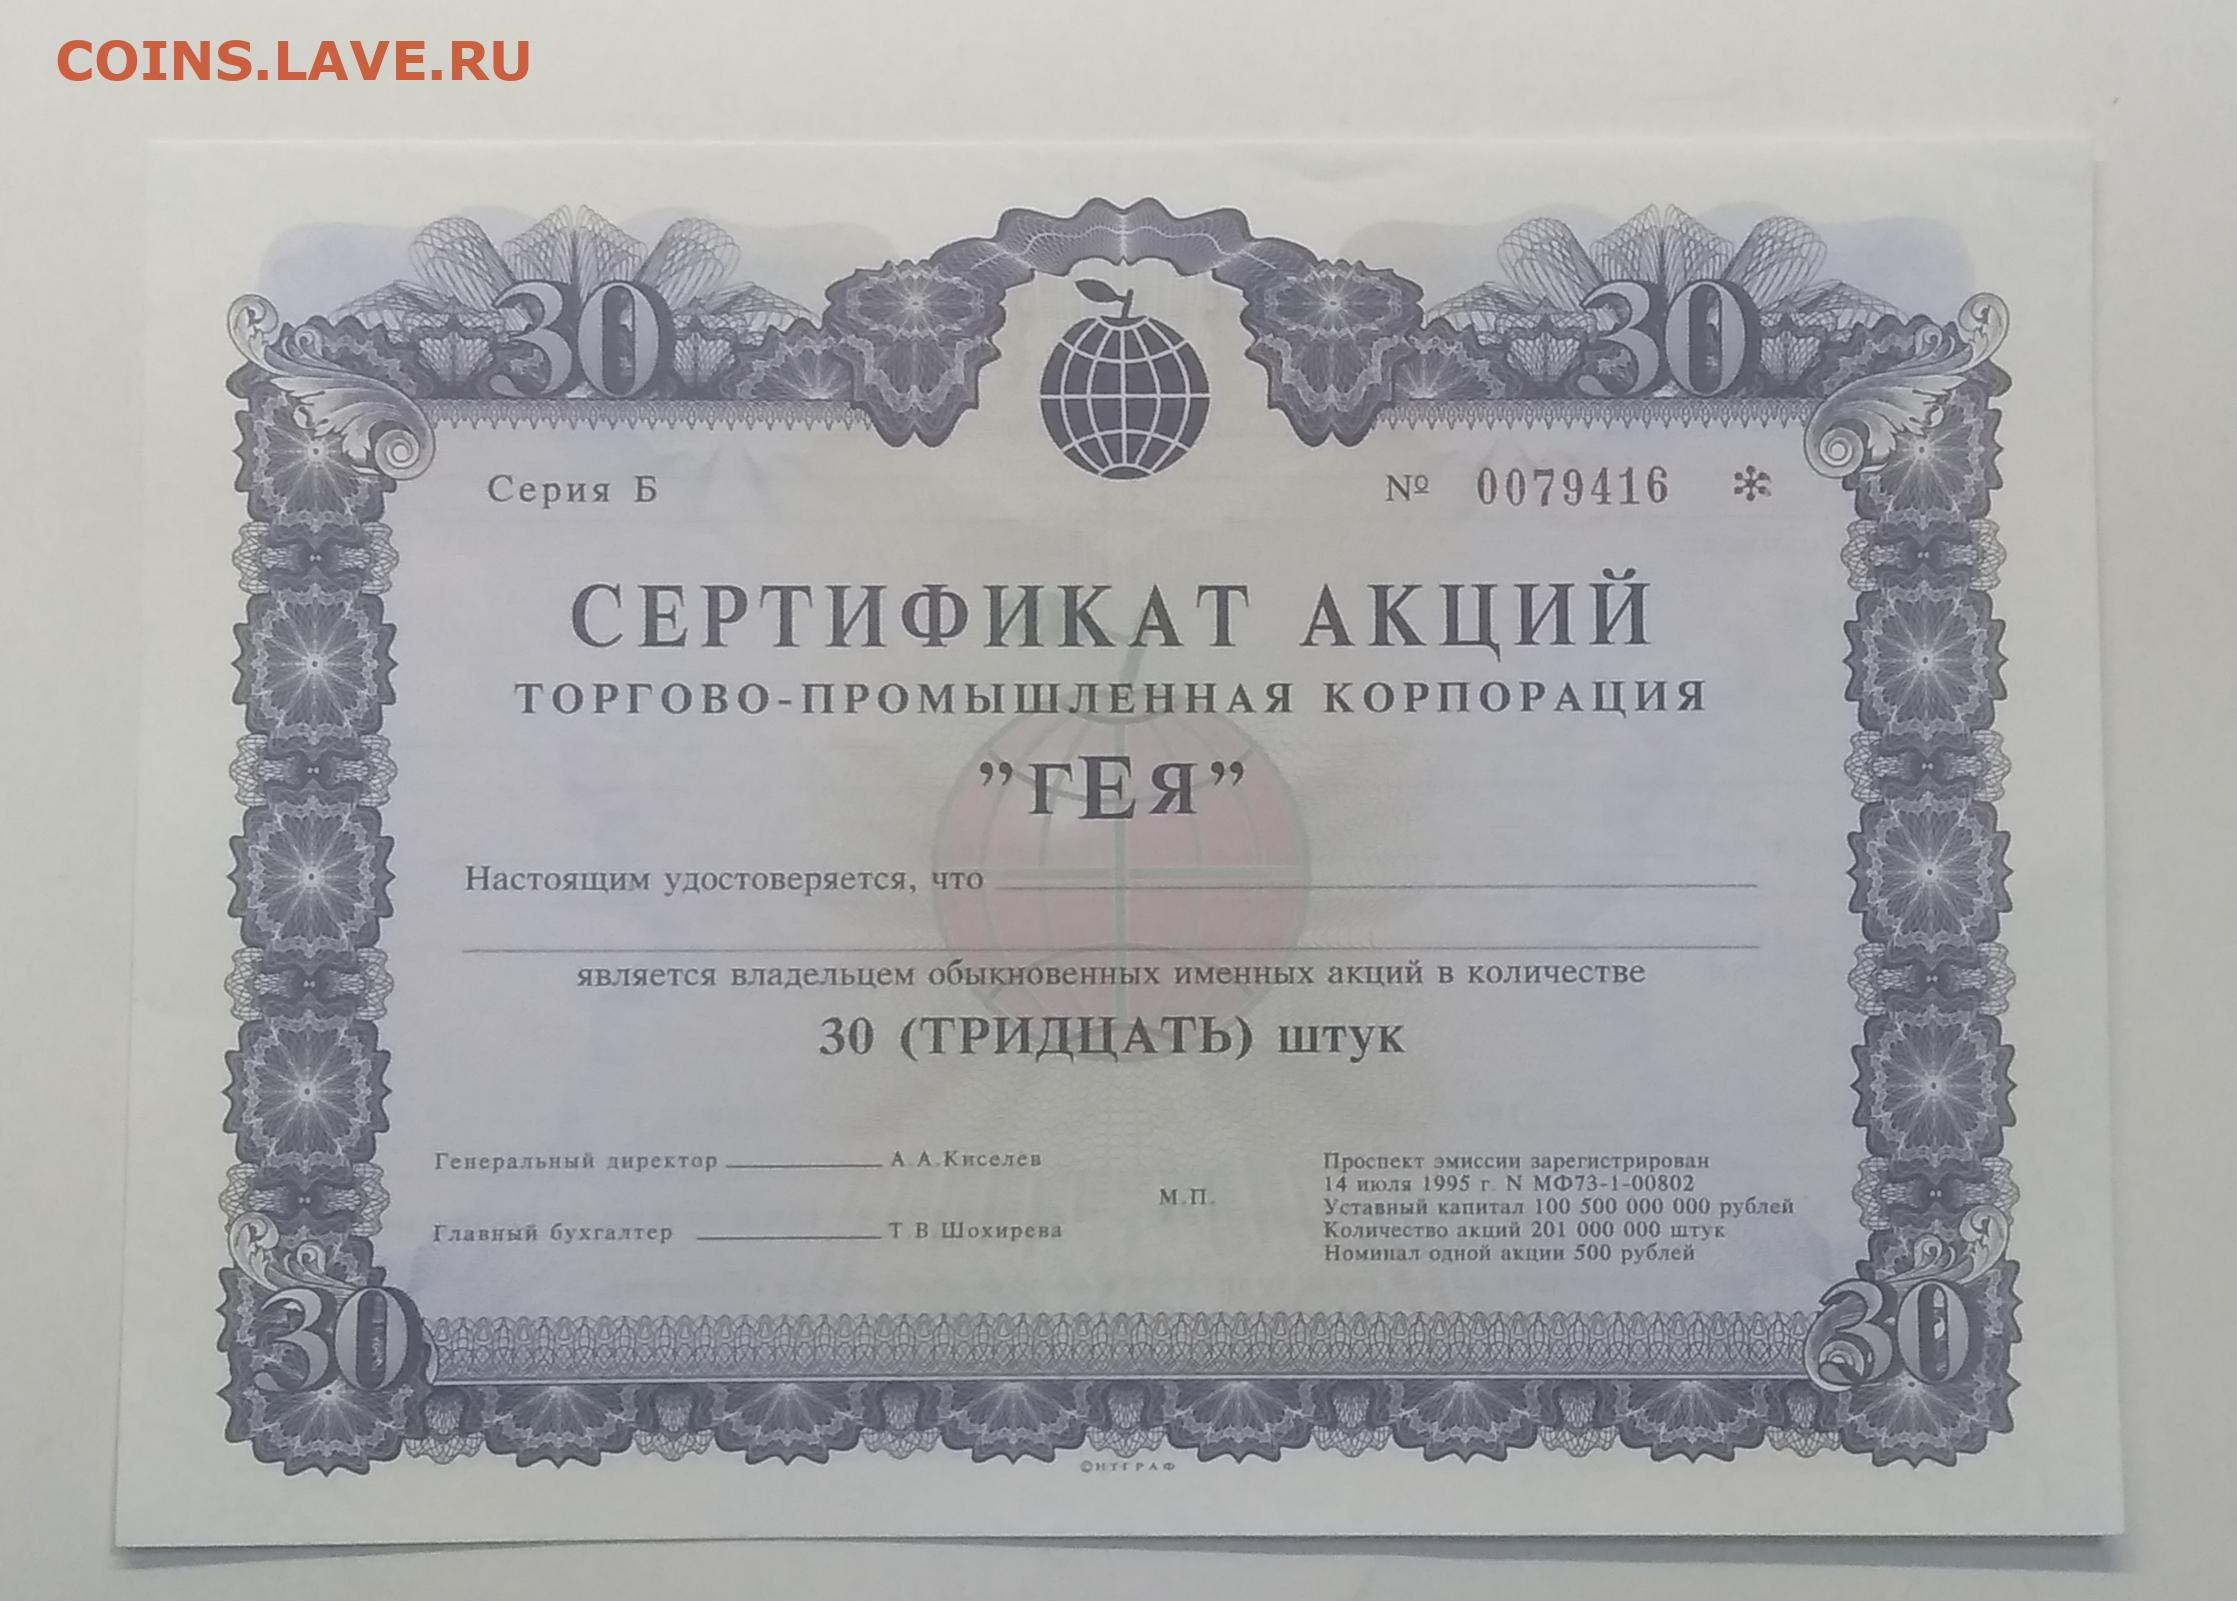 COINS.LAVE.RU
30 30
Серия Б № 0079416 *
СЕРТИФИКАТ АКЦИЙ
ТОРГОВО-ПРОМЫШЛЕННАЯ КОРПОРАЦИЯ
”ГЕЯ”
Настоящим удостоверяется, что
является владельцем обыкновенных именных акций в количестве
30 (ТРИДЦАТЬ) штук
Генеральный директор А.А.Киселев
М.П.
Главный бухгалтер Т.В.Шохирева
Проспект эмиссии зарегистрирован
14 июля 1995 г. N МФ73-1-00802
Уставный капитал 100 500 000 000 рублей
Количество акций 201 000 000 штук
Номинал одной акции 500 рублей
30 30
©НТГРАФ